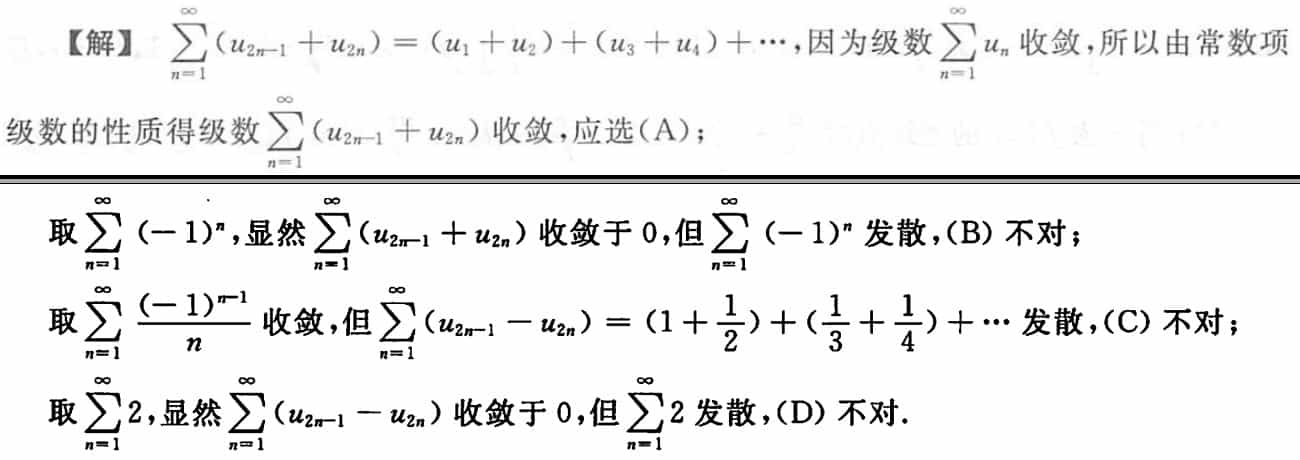 【解】 $\sum_{n=1}^{\infty}(u_{2n-1}+u_{2n})=(u_1+u_2)+(u_3+u_4)+\cdots$,因为级数$\sum_{n=1}^{\infty}u_n$收敛,所以由常数项
级数的性质得级数$\sum_{n=1}^{\infty}(u_{2n-1}+u_{2n})$收敛,应选(A);
取$\sum_{n=1}^{\infty}(-1)^n$,显然$\sum_{n=1}^{\infty}(u_{2n-1}+u_{2n})$收敛于0,但$\sum_{n=1}^{\infty}(-1)^n$发散,(B)不对;
取$\sum_{n=1}^{\infty}\frac{(-1)^{n-1}}{n}$收敛,但$\sum_{n=1}^{\infty}(u_{2n-1}-u_{2n})=(1+\frac{1}{2})+(\frac{1}{3}+\frac{1}{4})+\cdots$发散,(C)不对;
取$\sum_{n=1}^{\infty}2$,显然$\sum_{n=1}^{\infty}(u_{2n-1}-u_{2n})$收敛于0,但$\sum_{n=1}^{\infty}2$发散,(D)不对.